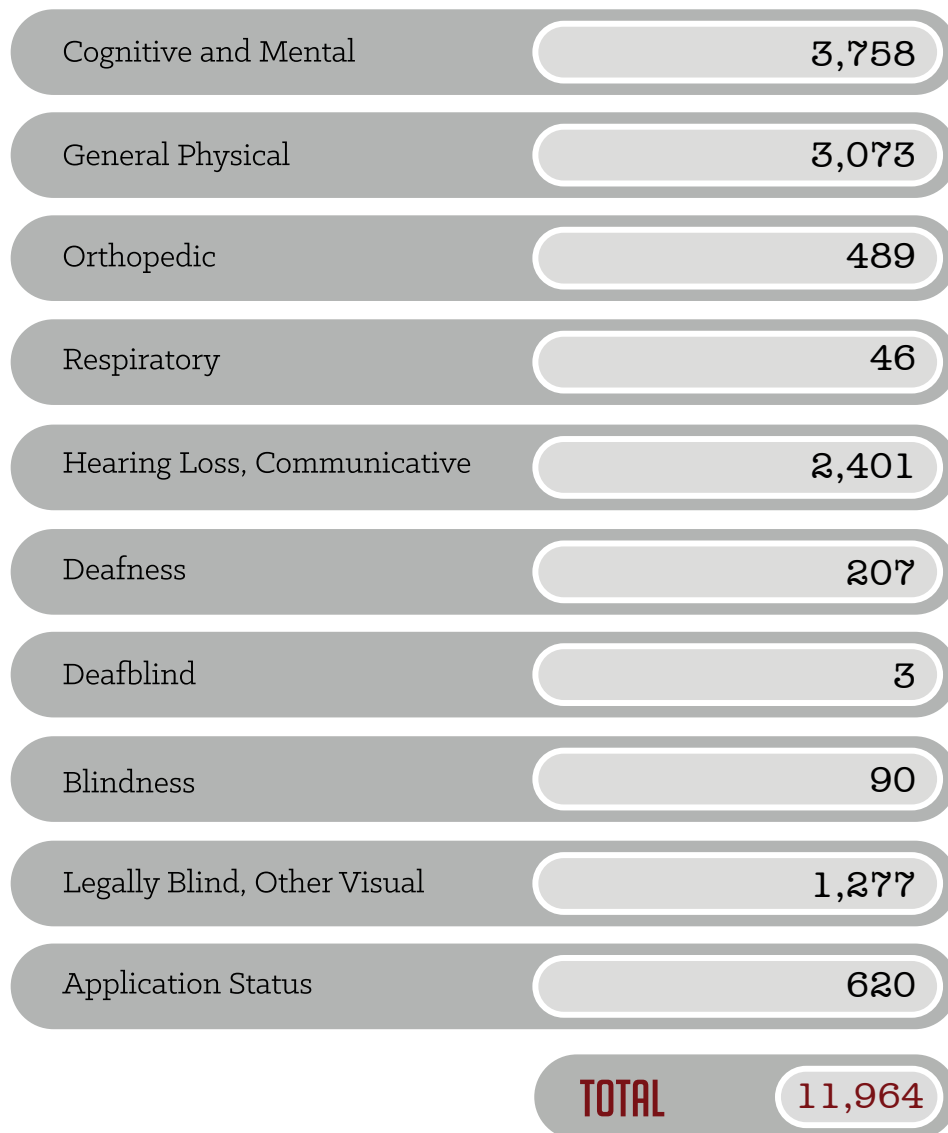 Cognitive and Mental 3,758
General Physical 3,073
Orthopedic 489
Respiratory 46
Hearing Loss, Communicative 2,401
Deafness 207
Deafblind 3
Blindness 90
Legally Blind, Other Visual 1,277
Application Status 620
TOTAL 11,964